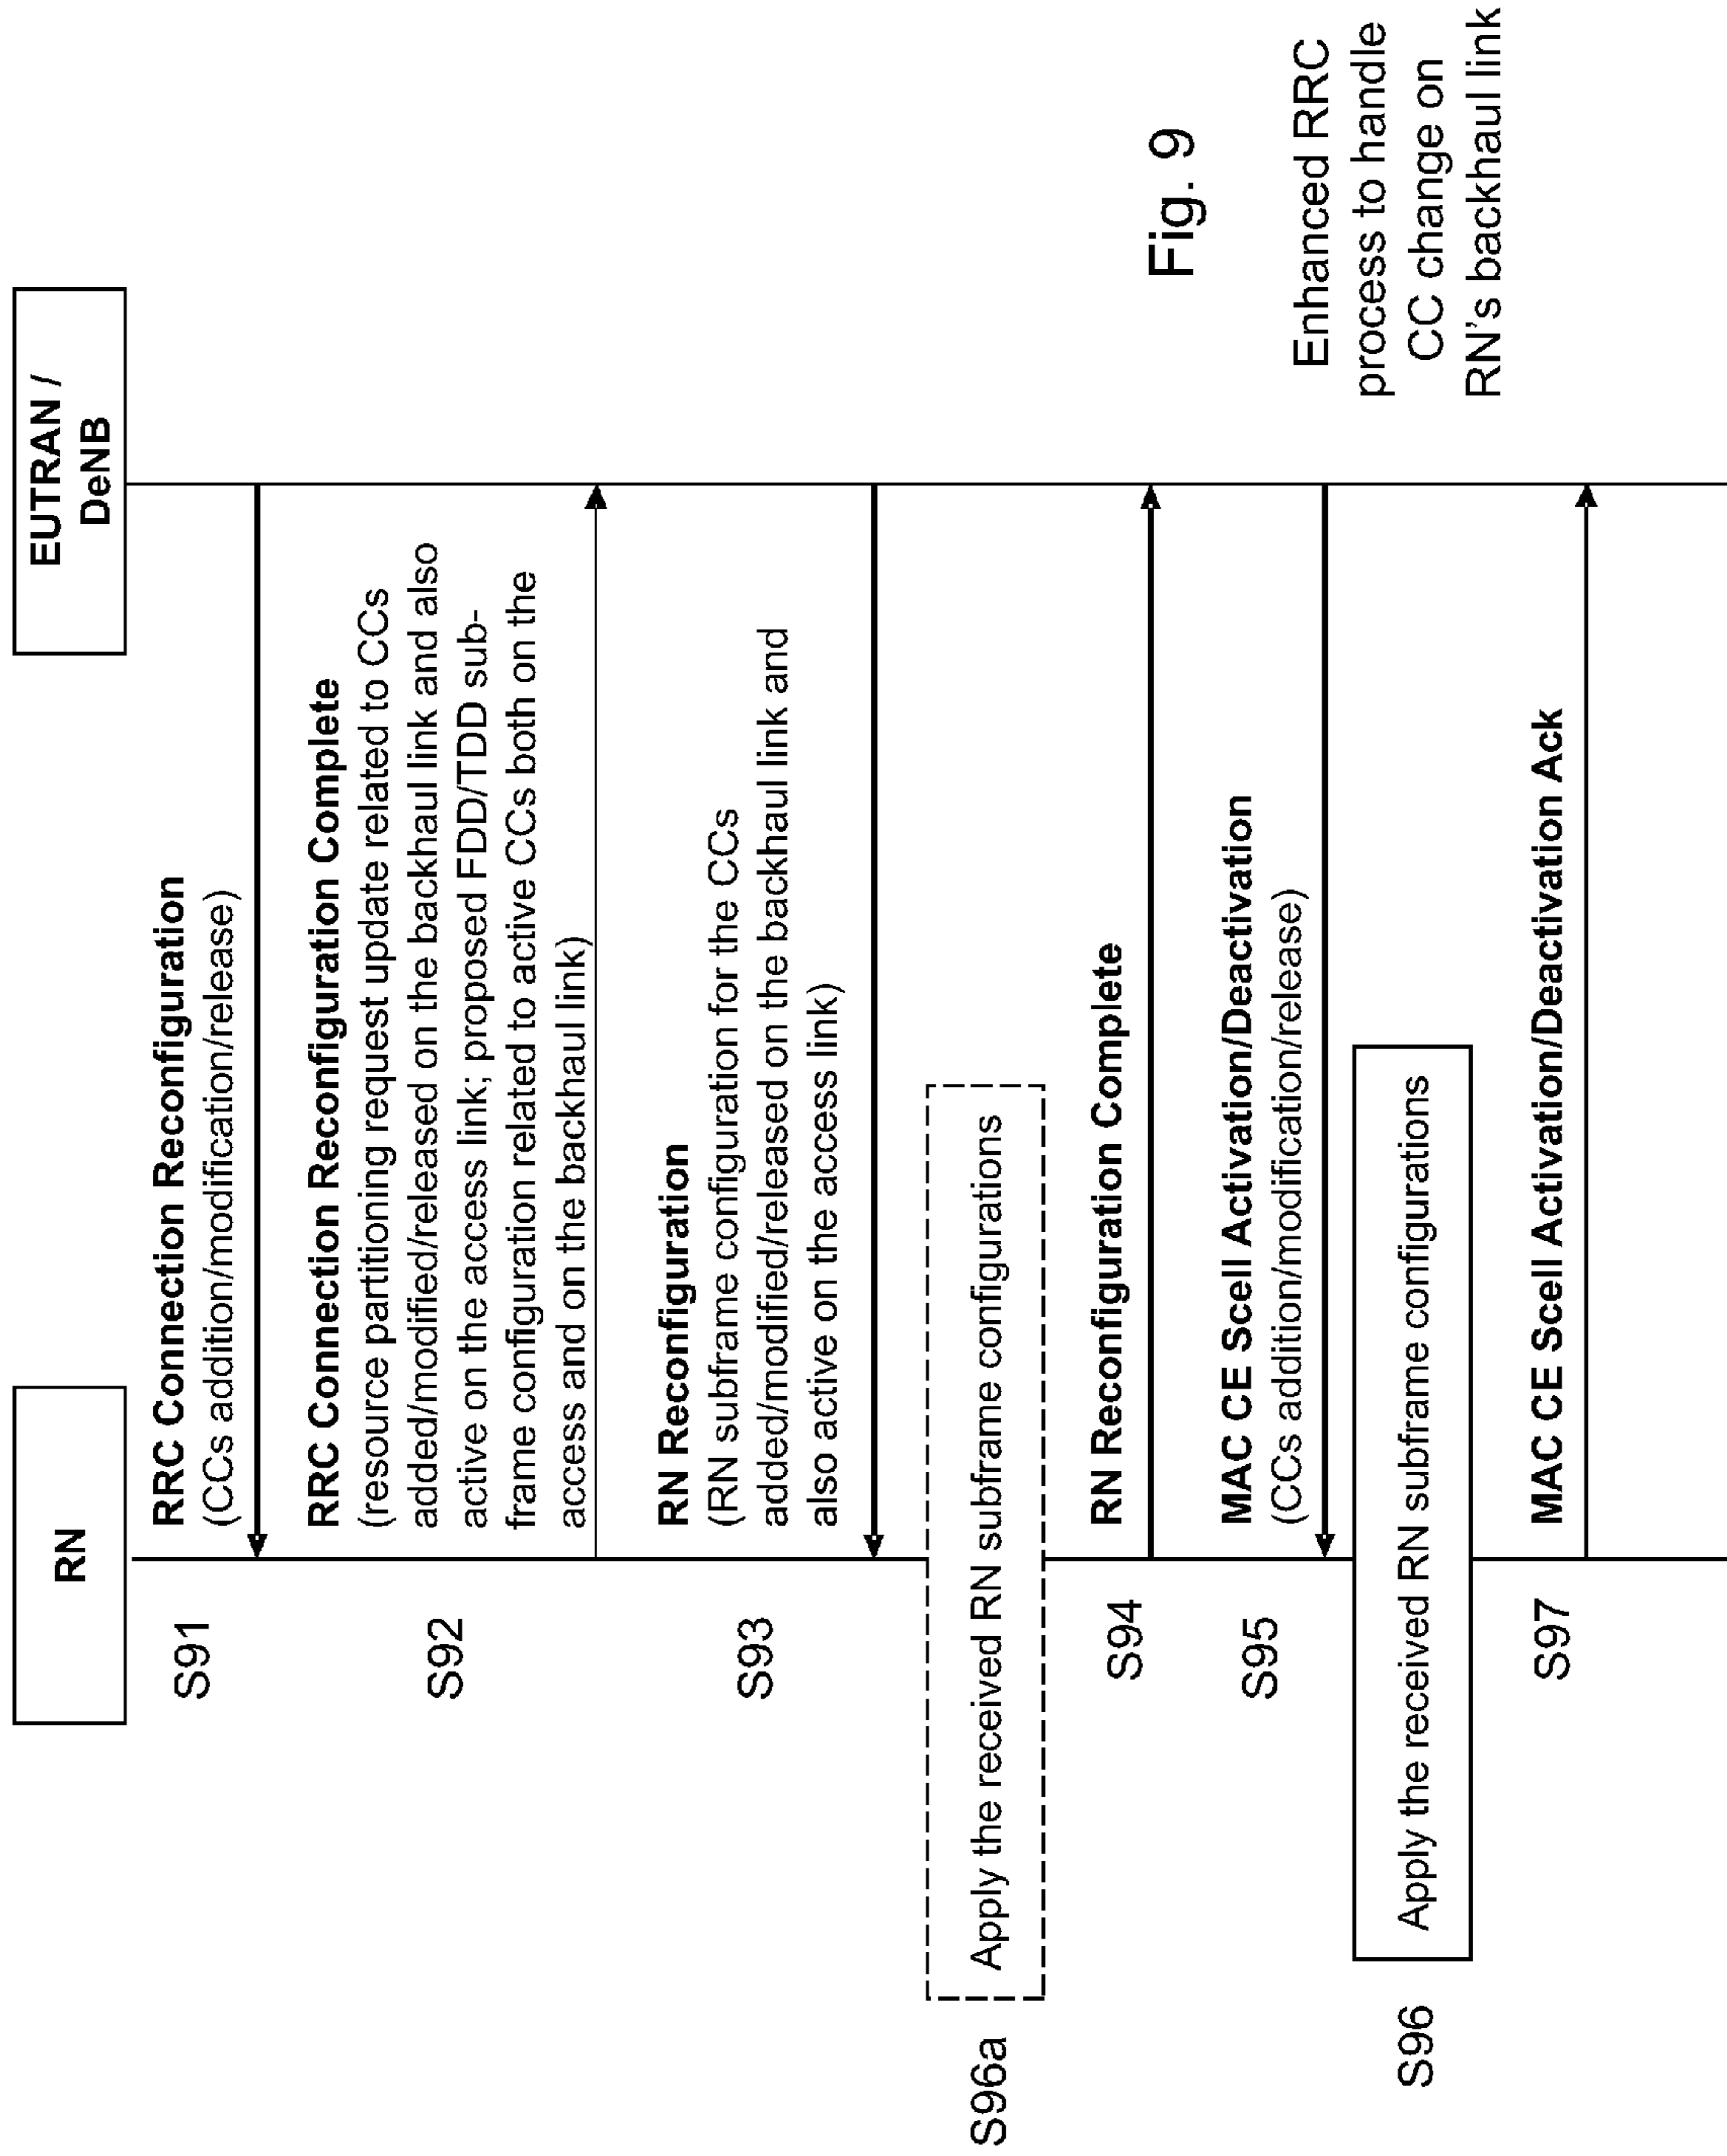 RN
EUTRAN /
DeNB
S91
RRC Connection Reconfiguration
(CCs addition/modification/release)
S92
RRC Connection Reconfiguration Complete
(resource partitioning request update related to CCs
added/modified/released on the backhaul link and also
active on the access link; proposed FDD/TDD sub-
frame configuration related to active CCs both on the
access and on the backhaul link)
S93
RN Reconfiguration
(RN subframe configuration for the CCs
added/modified/released on the backhaul link and
also active on the access link)
S96a
Apply the received RN subframe configurations
S94
RN Reconfiguration Complete
S95
MAC CE Scell Activation/Deactivation
(CCs addition/modification/release)
S96
Apply the received RN subframe configurations
S97
MAC CE Scell Activation/Deactivation Ack
Fig. 9
Enhanced RRC
process to handle
CC change on
RN's backhaul link